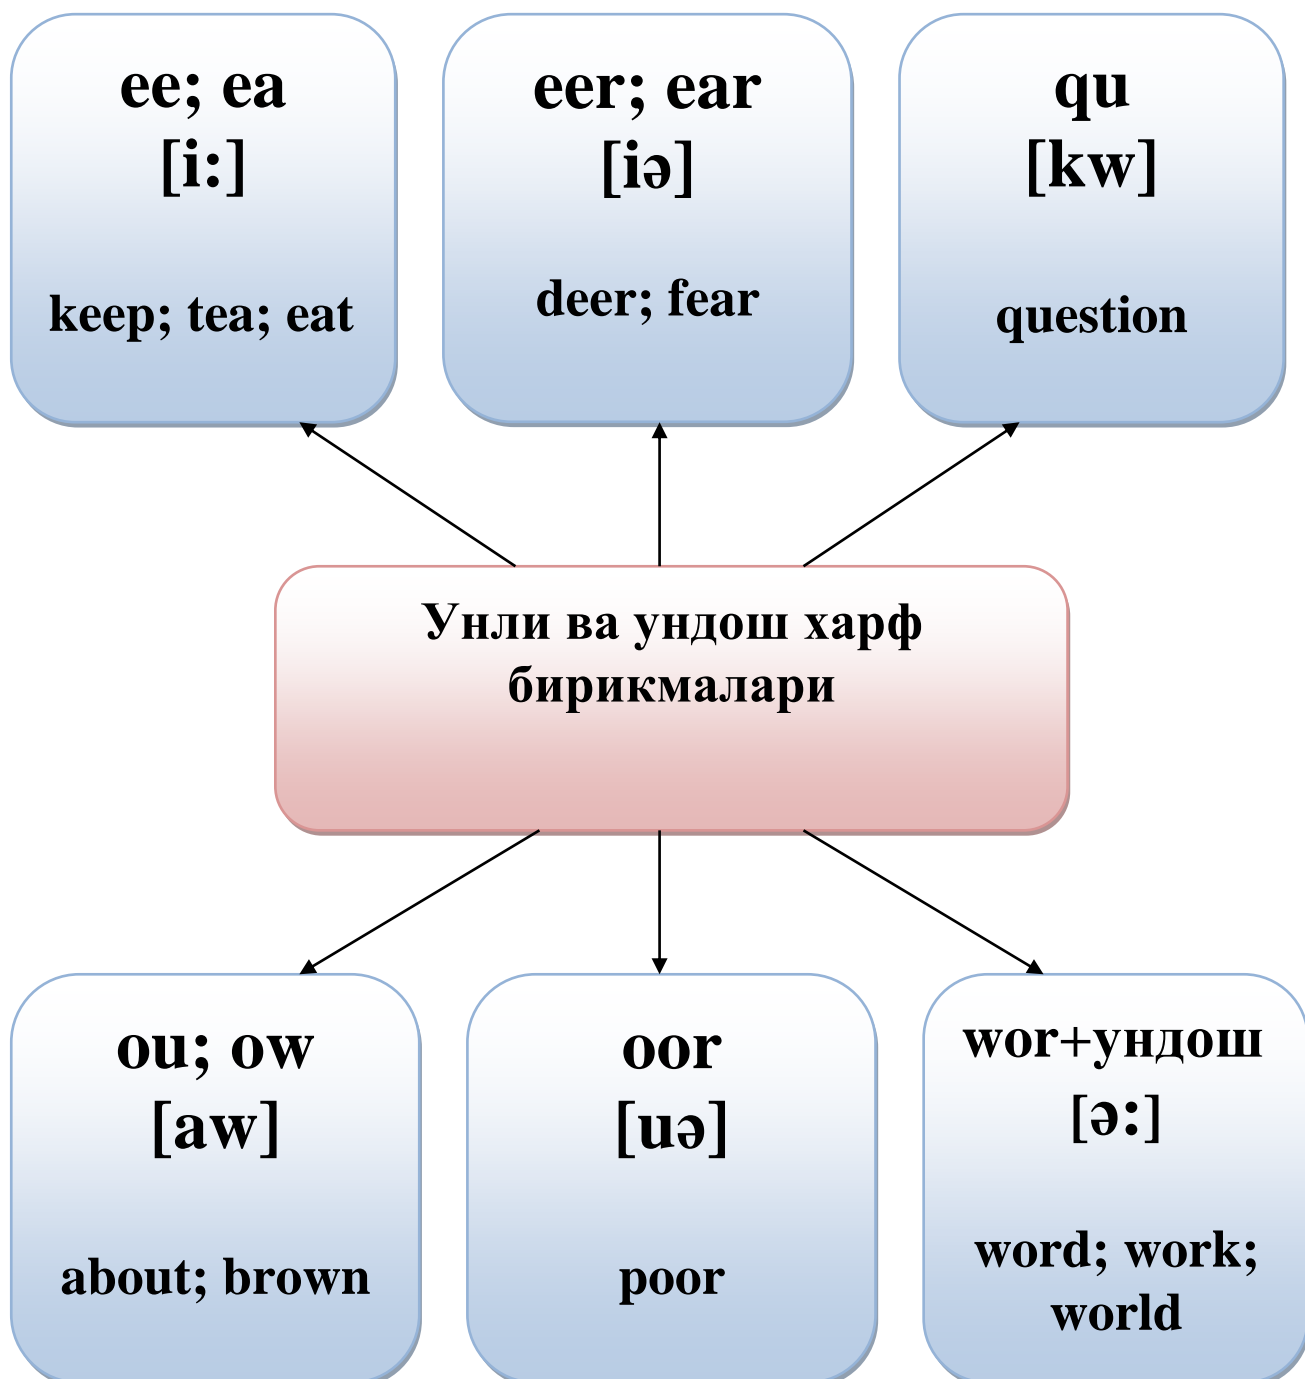 ee; ea
[i:]
keep; tea; eat
eer; ear
[iə]
deer; fear
qu
[kw]
question
Унли ва ундош харф
бирикмалари
ou; ow
[aw]
about; brown
oor
[uə]
poor
wor+ундош
[ə:]
word; work;
world